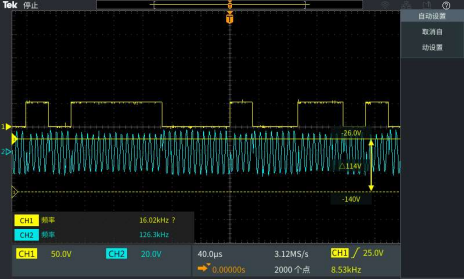 Tek 停止
自动设置
取消自
动设置
T
1
2
-26.0V
△114V
-140V
CH1 频率 16.02kHz ?
CH2 频率 126.3kHz
CH1 50.0V CH2 20.0V 40.0μs 3.12MS/s CH1 25.0V
0.00000s 2000 个点 8.53kHz